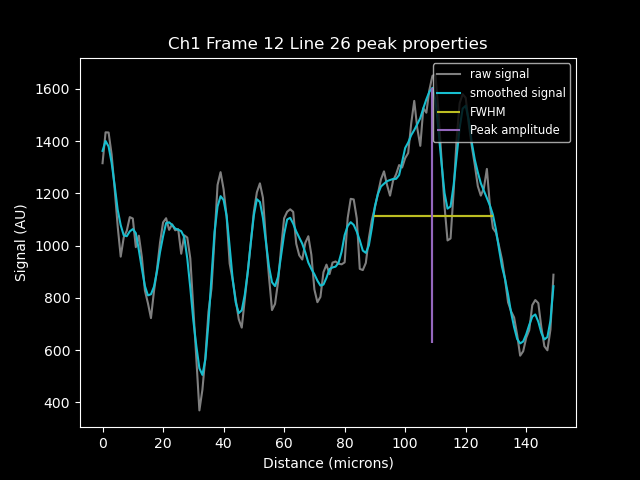 Ch1 Frame 12 Line 26 peak properties
raw signal
smoothed signal
FWHM
Peak amplitude
1600
1400
1200
1000
800
600
400
Signal (AU)
0 20 40 60 80 100 120 140
Distance (microns)